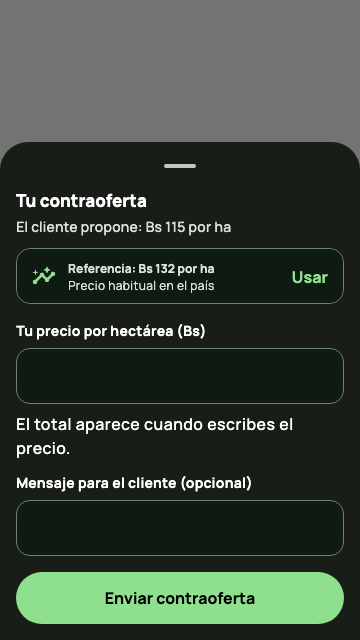 Tu contraoferta
El cliente propone: Bs 115 por ha
Referencia: Bs 132 por ha
Precio habitual en el país
Usar
Tu precio por hectárea (Bs)
El total aparece cuando escribes el
precio.
Mensaje para el cliente (opcional)
Enviar contraoferta